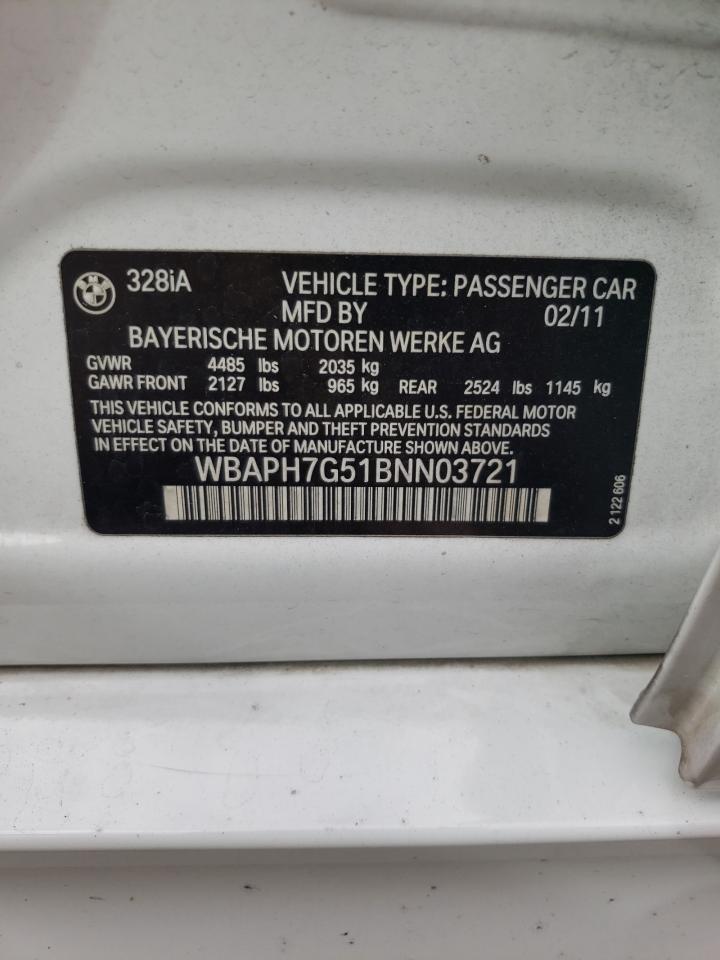 328iA VEHICLE TYPE: PASSENGER CAR
MFD BY 02/11
BAYERISCHE MOTOREN WERKE AG
GVWR 4485 lbs 2035 kg
GAWR FRONT 2127 lbs 965 kg REAR 2524 lbs 1145 kg
THIS VEHICLE CONFORMS TO ALL APPLICABLE U.S. FEDERAL MOTOR
VEHICLE SAFETY, BUMPER AND THEFT PREVENTION STANDARDS
IN EFFECT ON THE DATE OF MANUFACTURE SHOWN ABOVE.
WBAPH7G51BNN03721
2 122 606